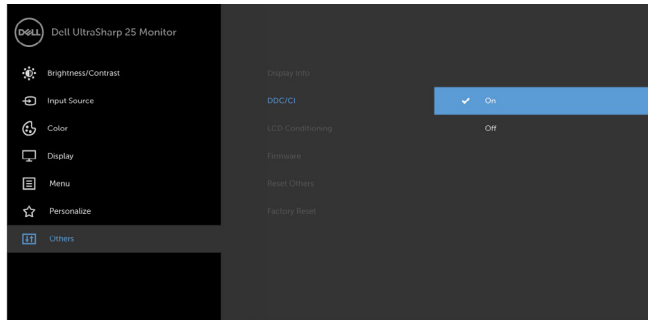 DELL Dell UltraSharp 25 Monitor
Brightness/Contrast Display Info
Input Source DDC/CI On
Color LCD Conditioning Off
Display Firmware
Menu Reset Others
Personalize Factory Reset
Others